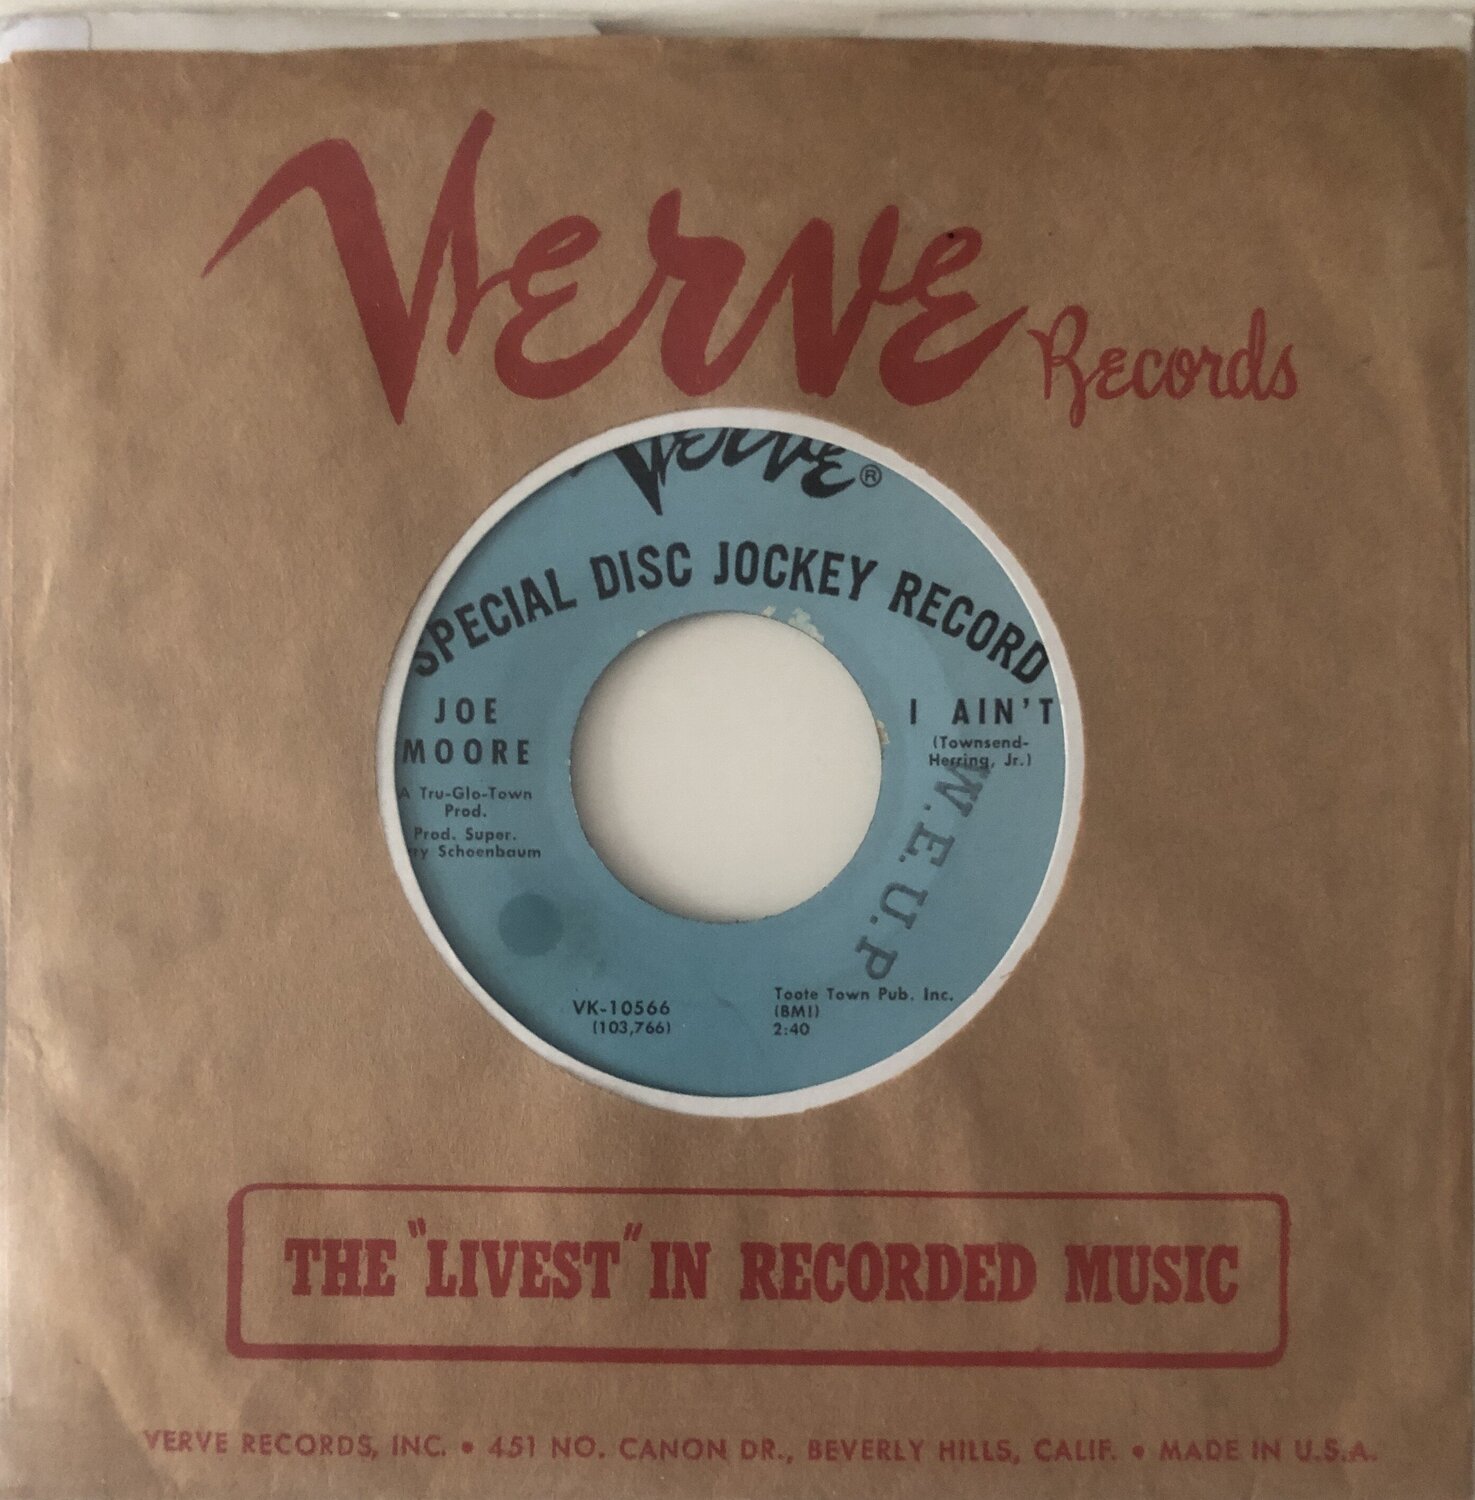 Verve Records
Verve ®
SPECIAL DISC JOCKEY RECORD
JOE
MOORE
A Tru-Glo-Town
Prod.
Prod. Super.
ry Schoenbaum
I AIN'T
(Townsend-
Herring, Jr.)
W.E.U.P
VK-10566
(103,766)
Toote Town Pub. Inc.
(BMI)
2:40
THE "LIVEST" IN RECORDED MUSIC
VERVE RECORDS, INC. • 451 NO. CANON DR., BEVERLY HILLS, CALIF. • MADE IN U.S.A.